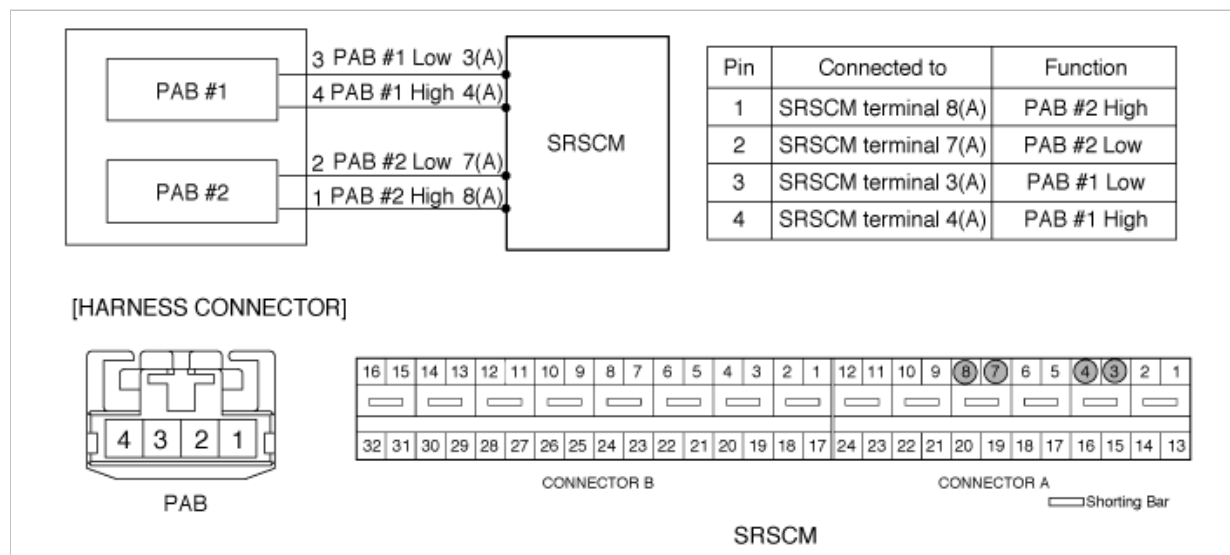 3 PAB #1 Low 3(A)
PAB #1
4 PAB #1 High 4(A)
SRSCM
2 PAB #2 Low 7(A)
PAB #2
1 PAB #2 High 8(A)
Pin Connected to Function
1 SRSCM terminal 8(A) PAB #2 High
2 SRSCM terminal 7(A) PAB #2 Low
3 SRSCM terminal 3(A) PAB #1 Low
4 SRSCM terminal 4(A) PAB #1 High
[HARNESS CONNECTOR]
4 3 2 1
PAB
16 15 14 13 12 11 10 9 8 7 6 5 4 3 2 1 12 11 10 9 8 7 6 5 4 3 2 1
32 31 30 29 28 27 26 25 24 23 22 21 20 19 18 17 24 23 22 21 20 19 18 17 16 15 14 13
CONNECTOR B CONNECTOR A
Shorting Bar
SRSCM